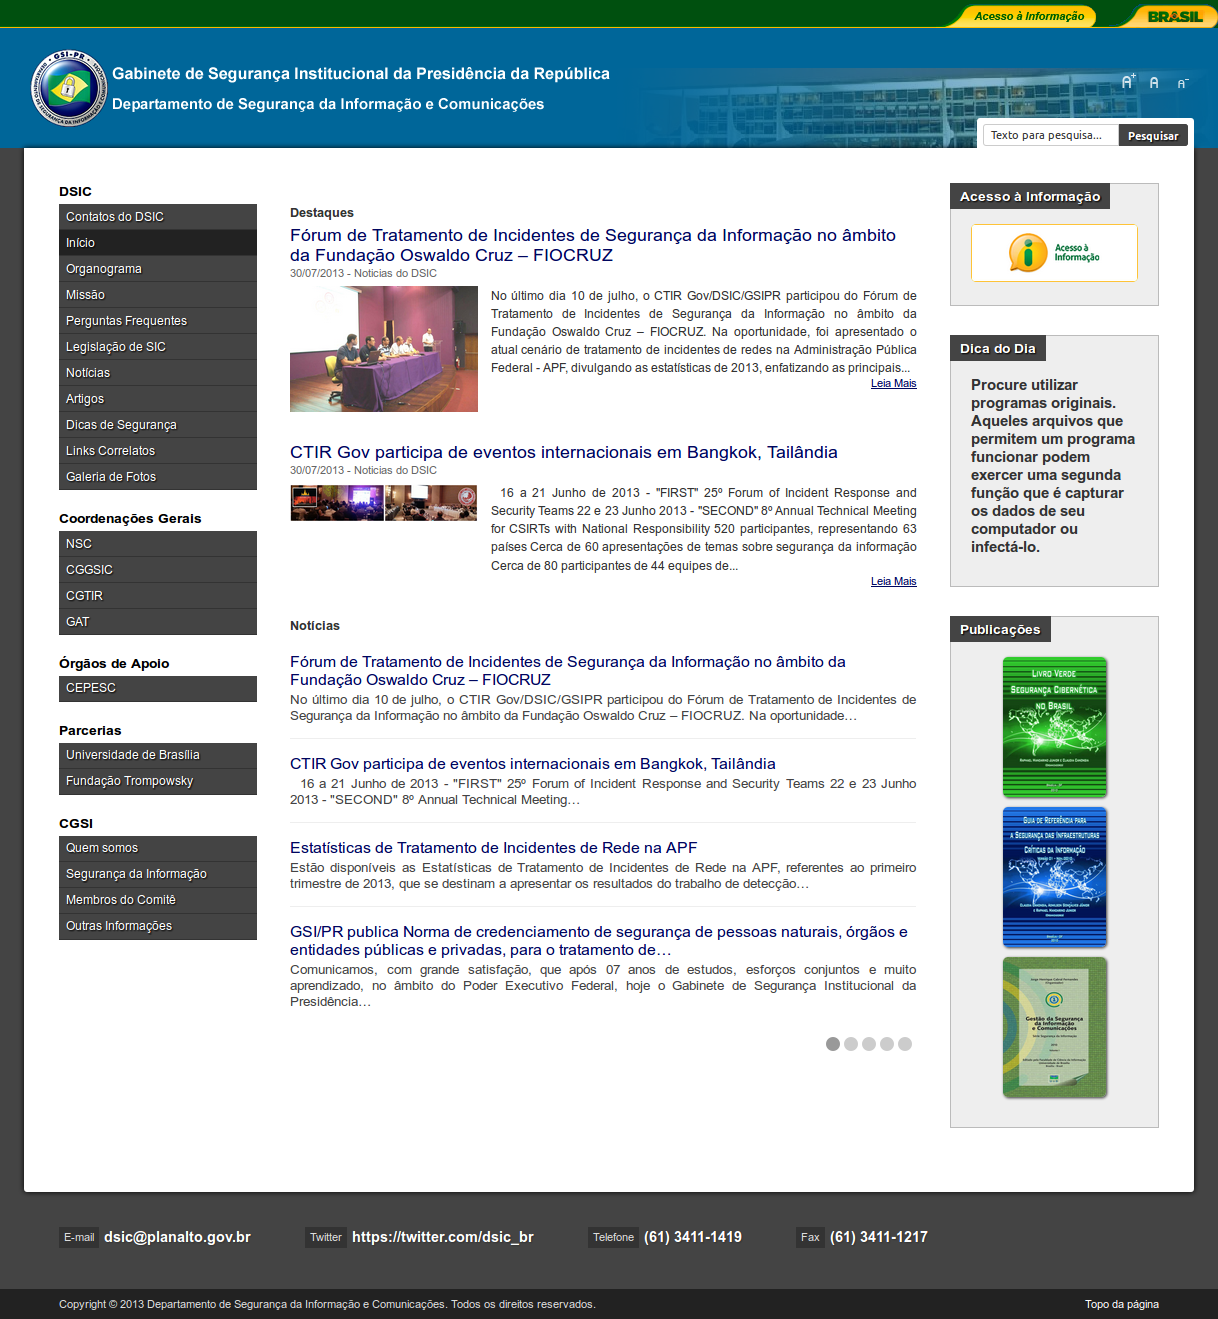 Acesso à Informação
BRASIL
Gabinete de Segurança Institucional da Presidência da República
Departamento de Segurança da Informação e Comunicações
A+ A A-
Texto para pesquisa...
Pesquisar
DSIC
Contatos do DSIC
Início
Organograma
Missão
Perguntas Frequentes
Legislação de SIC
Notícias
Artigos
Dicas de Segurança
Links Correlatos
Galeria de Fotos
Coordenações Gerais
NSC
CGGSIC
CGTIR
GAT
Órgãos de Apoio
CEPESC
Parcerias
Universidade de Brasília
Fundação Trompowsky
CGSI
Quem somos
Segurança da Informação
Membros do Comitê
Outras Informações
Destaques
Fórum de Tratamento de Incidentes de Segurança da Informação no âmbito
da Fundação Oswaldo Cruz – FIOCRUZ
30/07/2013 - Noticias do DSIC
No último dia 10 de julho, o CTIR Gov/DSIC/GSIPR participou do Fórum de
Tratamento de Incidentes de Segurança da Informação no âmbito da
Fundação Oswaldo Cruz – FIOCRUZ. Na oportunidade, foi apresentado o
atual cenário de tratamento de incidentes de redes na Administração Pública
Federal - APF, divulgando as estatísticas de 2013, enfatizando as principais...
Leia Mais
CTIR Gov participa de eventos internacionais em Bangkok, Tailândia
30/07/2013 - Noticias do DSIC
16 a 21 Junho de 2013 - "FIRST" 25º Forum of Incident Response and
Security Teams 22 e 23 Junho 2013 - "SECOND" 8º Annual Technical Meeting
for CSIRTs with National Responsibility 520 participantes, representando 63
países Cerca de 60 apresentações de temas sobre segurança da informação
Cerca de 80 participantes de 44 equipes de...
Leia Mais
Notícias
Fórum de Tratamento de Incidentes de Segurança da Informação no âmbito da
Fundação Oswaldo Cruz – FIOCRUZ
No último dia 10 de julho, o CTIR Gov/DSIC/GSIPR participou do Fórum de Tratamento de Incidentes de
Segurança da Informação no âmbito da Fundação Oswaldo Cruz – FIOCRUZ. Na oportunidade…
CTIR Gov participa de eventos internacionais em Bangkok, Tailândia
16 a 21 Junho de 2013 - "FIRST" 25º Forum of Incident Response and Security Teams 22 e 23 Junho
2013 - "SECOND" 8º Annual Technical Meeting…
Estatísticas de Tratamento de Incidentes de Rede na APF
Estão disponíveis as Estatísticas de Tratamento de Incidentes de Rede na APF, referentes ao primeiro
trimestre de 2013, que se destinam a apresentar os resultados do trabalho de detecção…
GSI/PR publica Norma de credenciamento de segurança de pessoas naturais, órgãos e
entidades públicas e privadas, para o tratamento de…
Comunicamos, com grande satisfação, que após 07 anos de estudos, esforços conjuntos e muito
aprendizado, no âmbito do Poder Executivo Federal, hoje o Gabinete de Segurança Institucional da
Presidência…
Acesso à Informação
Acesso à
Informação
Dica do Dia
Procure utilizar
programas originais.
Aqueles arquivos que
permitem um programa
funcionar podem
exercer uma segunda
função que é capturar
os dados de seu
computador ou
infectá-lo.
Publicações
Livro Verde
Segurança Cibernética
no Brasil
Guia de Referência para
a Segurança das Infraestruturas
Críticas da Informação
Gestão da Segurança
da Informação
e Comunicações
E-mail dsic@planalto.gov.br
Twitter https://twitter.com/dsic_br
Telefone (61) 3411-1419
Fax (61) 3411-1217
Copyright © 2013 Departamento de Segurança da Informação e Comunicações. Todos os direitos reservados.
Topo da página